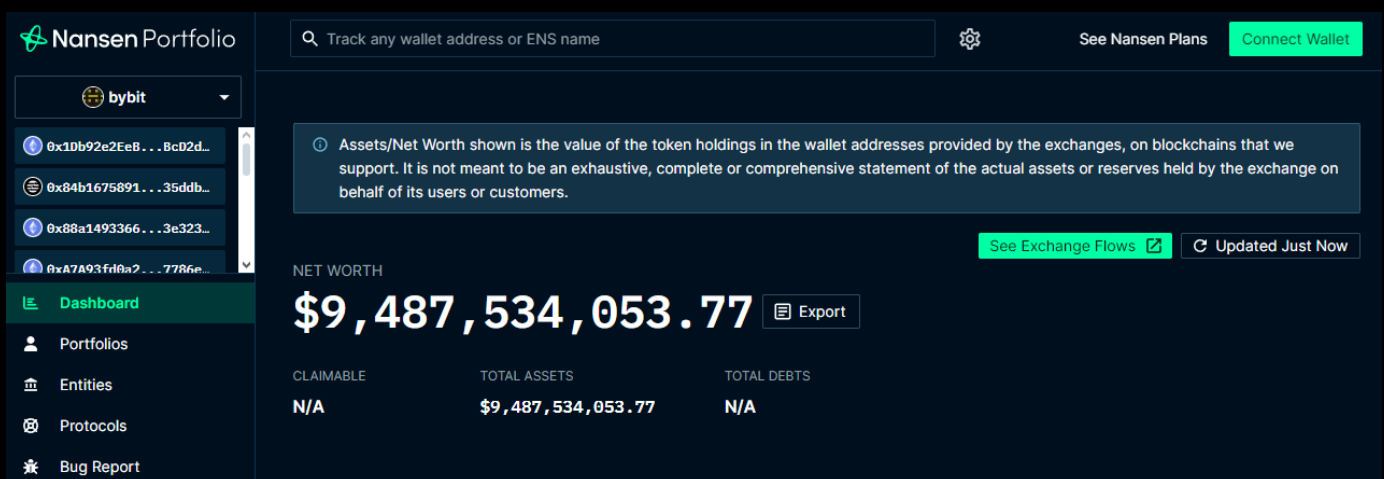 Nansen Portfolio
Track any wallet address or ENS name
See Nansen Plans
Connect Wallet
bybit
0x1Db92e2EeB...BcD2d…
0x84b1675891...35ddb…
0x88a1493366...3e323…
0xA7A93fd0a2...7786e…
Dashboard
Portfolios
Entities
Protocols
Bug Report
Assets/Net Worth shown is the value of the token holdings in the wallet addresses provided by the exchanges, on blockchains that we
support. It is not meant to be an exhaustive, complete or comprehensive statement of the actual assets or reserves held by the exchange on
behalf of its users or customers.
See Exchange Flows
Updated Just Now
NET WORTH
$9,487,534,053.77
Export
CLAIMABLE
N/A
TOTAL ASSETS
$9,487,534,053.77
TOTAL DEBTS
N/A